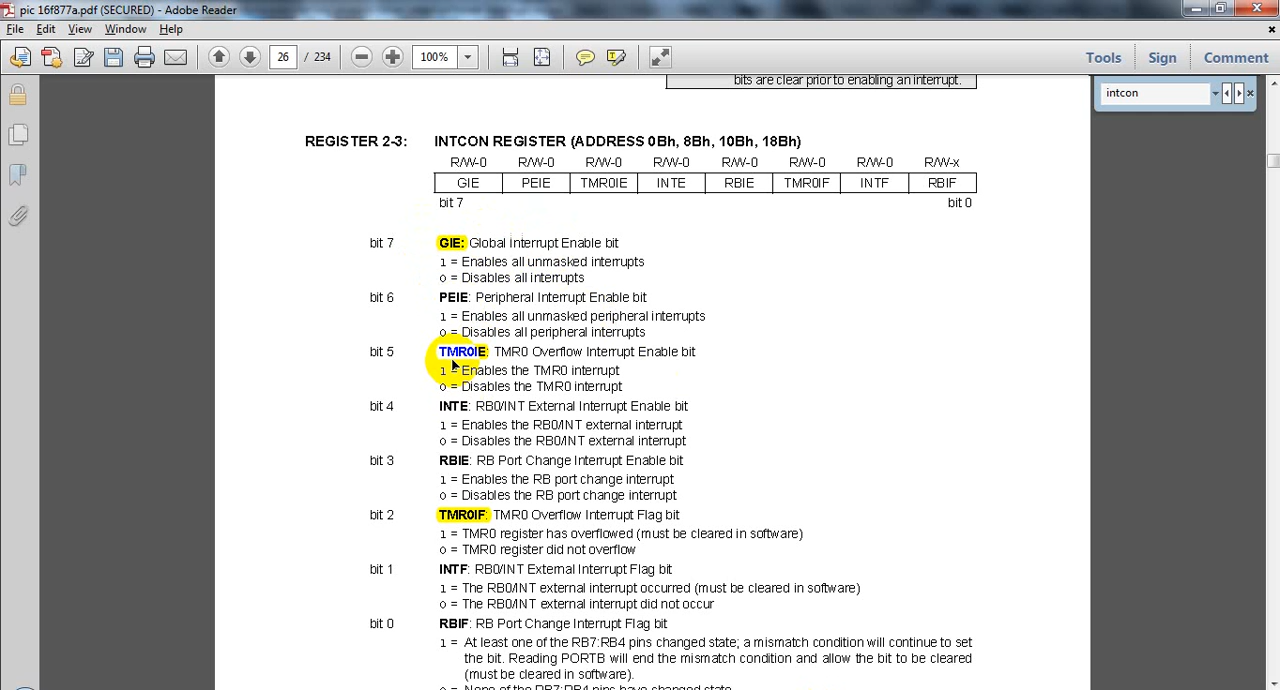 pic 16f877a.pdf (SECURED) - Adobe Reader
File Edit View Window Help
26 / 234 100% Tools Sign Comment
intcon
bits are clear prior to enabling an interrupt.
REGISTER 2-3: INTCON REGISTER (ADDRESS 0Bh, 8Bh, 10Bh, 18Bh)
R/W-0 R/W-0 R/W-0 R/W-0 R/W-0 R/W-0 R/W-0 R/W-x
GIE PEIE TMR0IE INTE RBIE TMR0IF INTF RBIF
bit 7 bit 0
bit 7 GIE: Global Interrupt Enable bit
1 = Enables all unmasked interrupts
0 = Disables all interrupts
bit 6 PEIE: Peripheral Interrupt Enable bit
1 = Enables all unmasked peripheral interrupts
0 = Disables all peripheral interrupts
bit 5 TMR0IE: TMR0 Overflow Interrupt Enable bit
1 = Enables the TMR0 interrupt
0 = Disables the TMR0 interrupt
bit 4 INTE: RB0/INT External Interrupt Enable bit
1 = Enables the RB0/INT external interrupt
0 = Disables the RB0/INT external interrupt
bit 3 RBIE: RB Port Change Interrupt Enable bit
1 = Enables the RB port change interrupt
0 = Disables the RB port change interrupt
bit 2 TMR0IF: TMR0 Overflow Interrupt Flag bit
1 = TMR0 register has overflowed (must be cleared in software)
0 = TMR0 register did not overflow
bit 1 INTF: RB0/INT External Interrupt Flag bit
1 = The RB0/INT external interrupt occurred (must be cleared in software)
0 = The RB0/INT external interrupt did not occur
bit 0 RBIF: RB Port Change Interrupt Flag bit
1 = At least one of the RB7:RB4 pins changed state; a mismatch condition will continue to set
the bit. Reading PORTB will end the mismatch condition and allow the bit to be cleared
(must be cleared in software).
0 = None of the RB7:RB4 pins have changed state